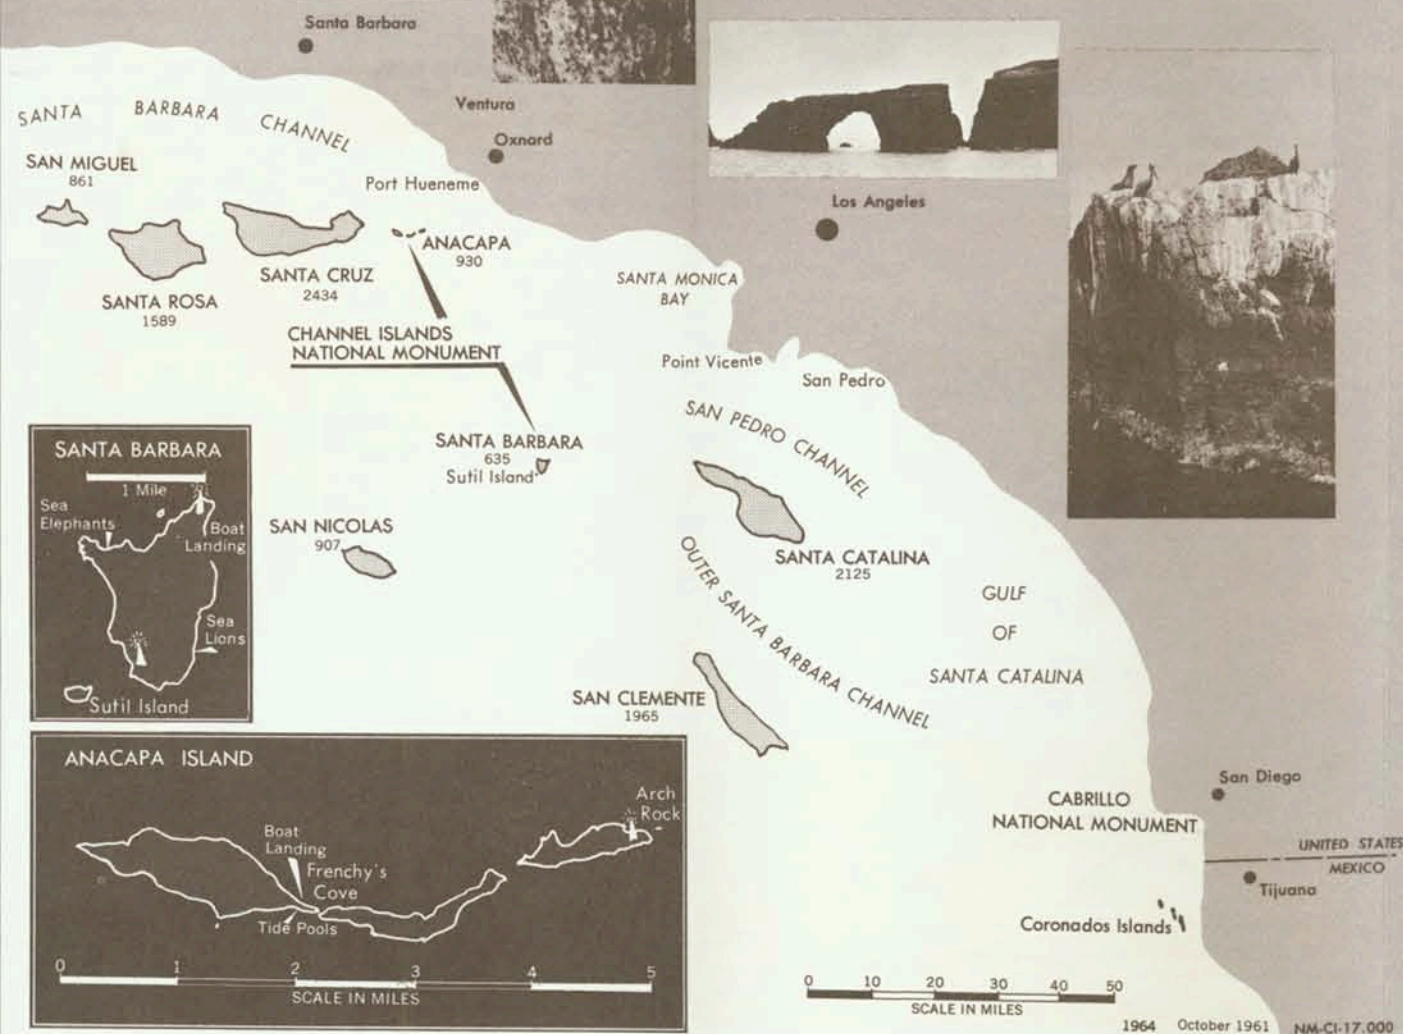 Santa Barbara
Ventura
Oxnard
SANTA BARBARA CHANNEL
SAN MIGUEL
861
Port Hueneme
Los Angeles
ANACAPA
930
SANTA CRUZ
2434
SANTA ROSA
1589
SANTA MONICA
BAY
CHANNEL ISLANDS
NATIONAL MONUMENT
Point Vicente
San Pedro
SAN PEDRO CHANNEL
SANTA BARBARA
635
Sutil Island
SANTA BARBARA
1 Mile
Sea
Elephants
Boat
Landing
Sea
Lions
Sutil Island
SAN NICOLAS
907
SANTA CATALINA
2125
OUTER SANTA BARBARA CHANNEL
GULF
OF
SANTA CATALINA
SAN CLEMENTE
1965
ANACAPA ISLAND
Arch
Rock
Boat
Landing
Frenchy's
Cove
Tide Pools
0 1 2 3 4 5
SCALE IN MILES
San Diego
CABRILLO
NATIONAL MONUMENT
UNITED STATES
MEXICO
Tijuana
Coronados Islands
0 10 20 30 40 50
SCALE IN MILES
1964 October 1961 NM-CI-17,000